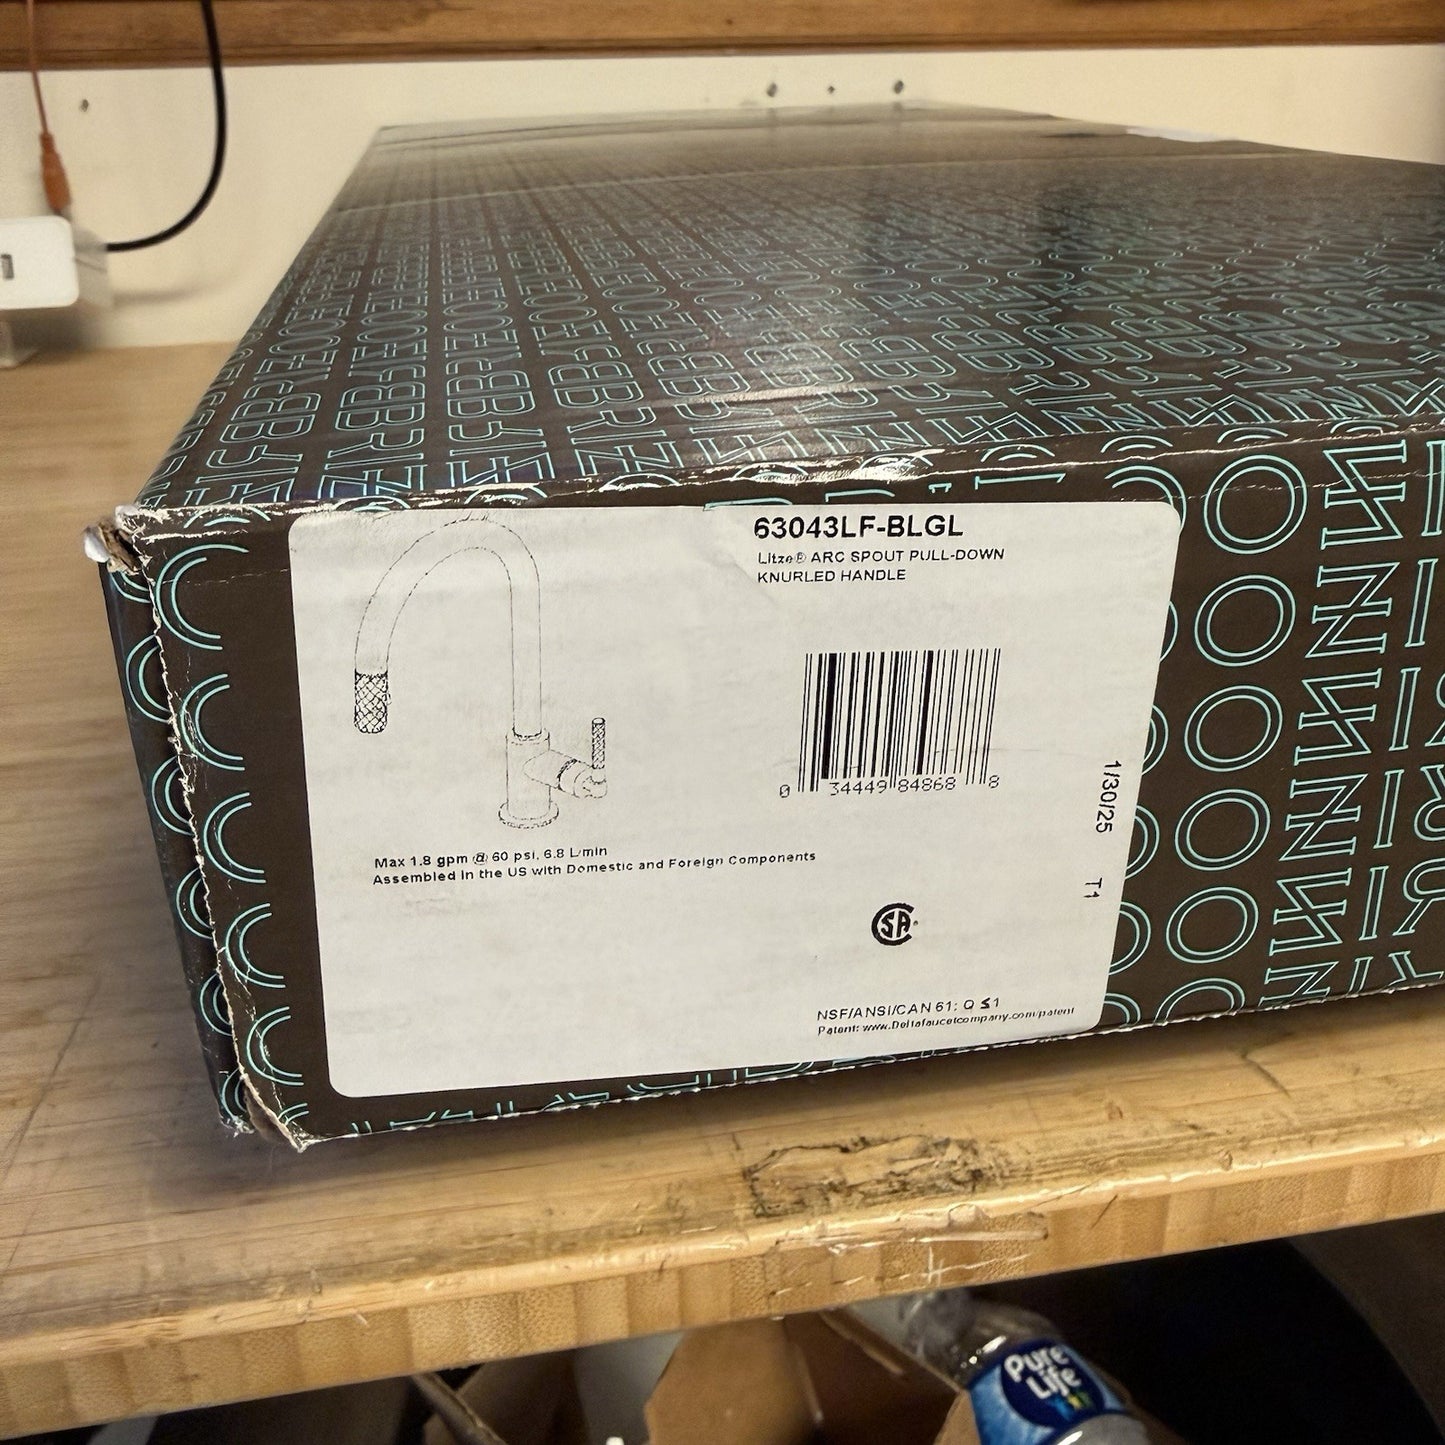 63043LF-BLGL
Litze® ARC SPOUT PULL-DOWN
KNURLED HANDLE
0 34449 84868 8
1/30/25
T1
Max 1.8 gpm @ 60 psi, 6.8 L/min
Assembled in the US with Domestic and Foreign Components
SA®
NSF/ANSI/CAN 61: Q ≤1
Patent: www.Deltafaucetcompany.com/patent
Pure
Life